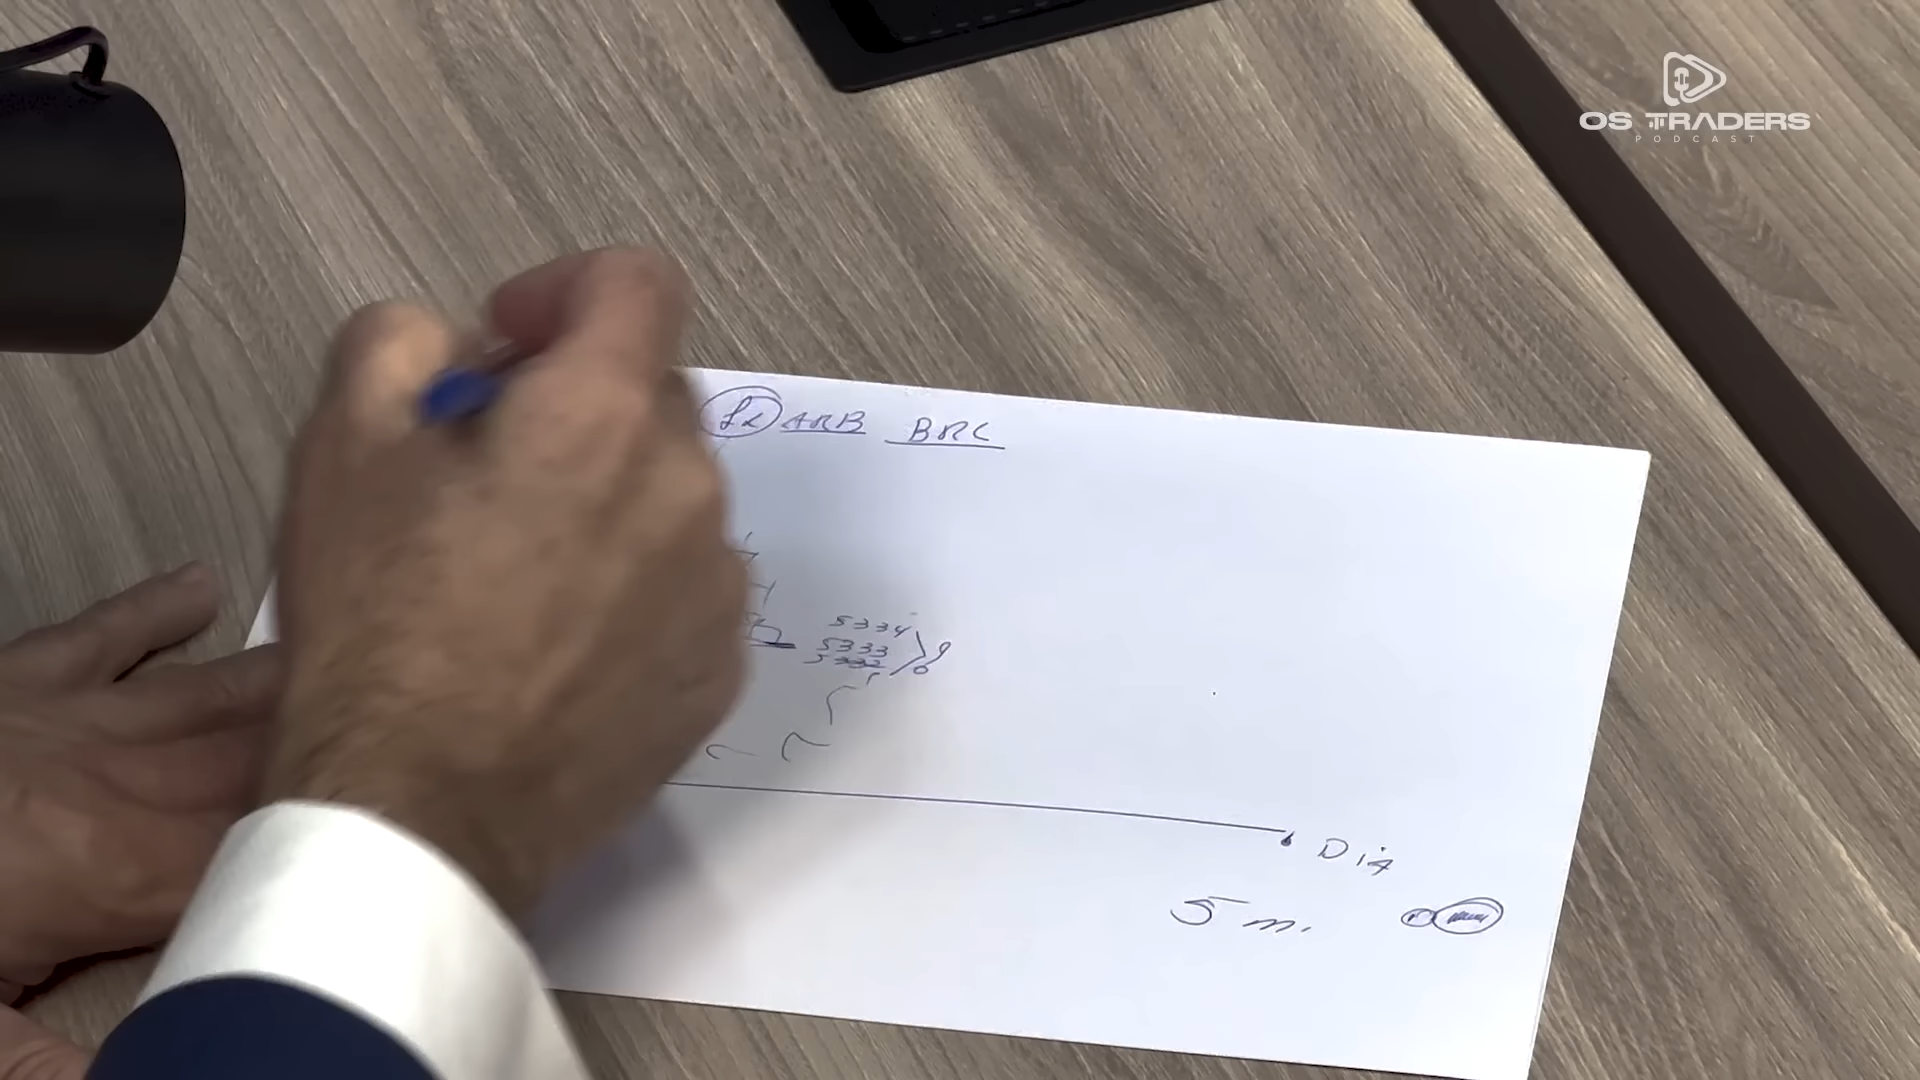 OS TRADERS
PODCAST
ARB BRC
5334
5333
5332
Dia
5 m.